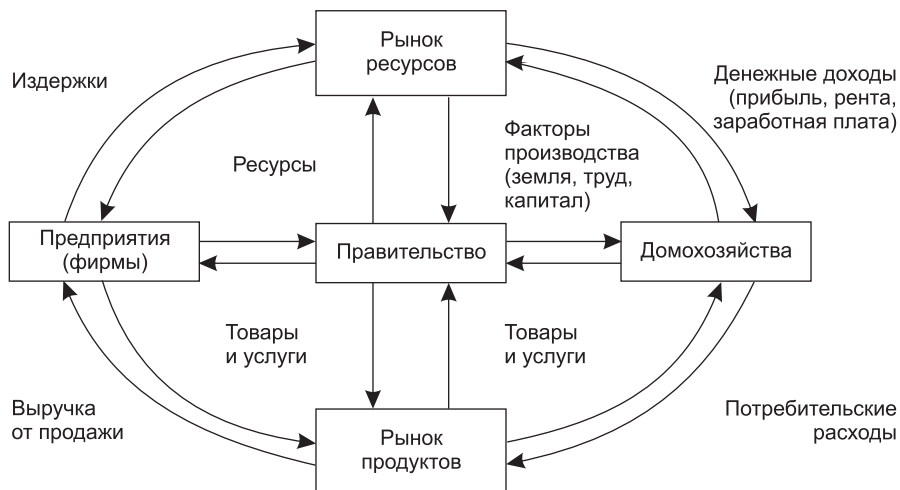 Рынок
ресурсов
Издержки
Денежные доходы
(прибыль, рента,
заработная плата)
Ресурсы
Факторы
производства
(земля, труд,
капитал)
Предприятия
(фирмы)
Правительство
Домохозяйства
Товары
и услуги
Товары
и услуги
Выручка
от продажи
Потребительские
расходы
Рынок
продуктов